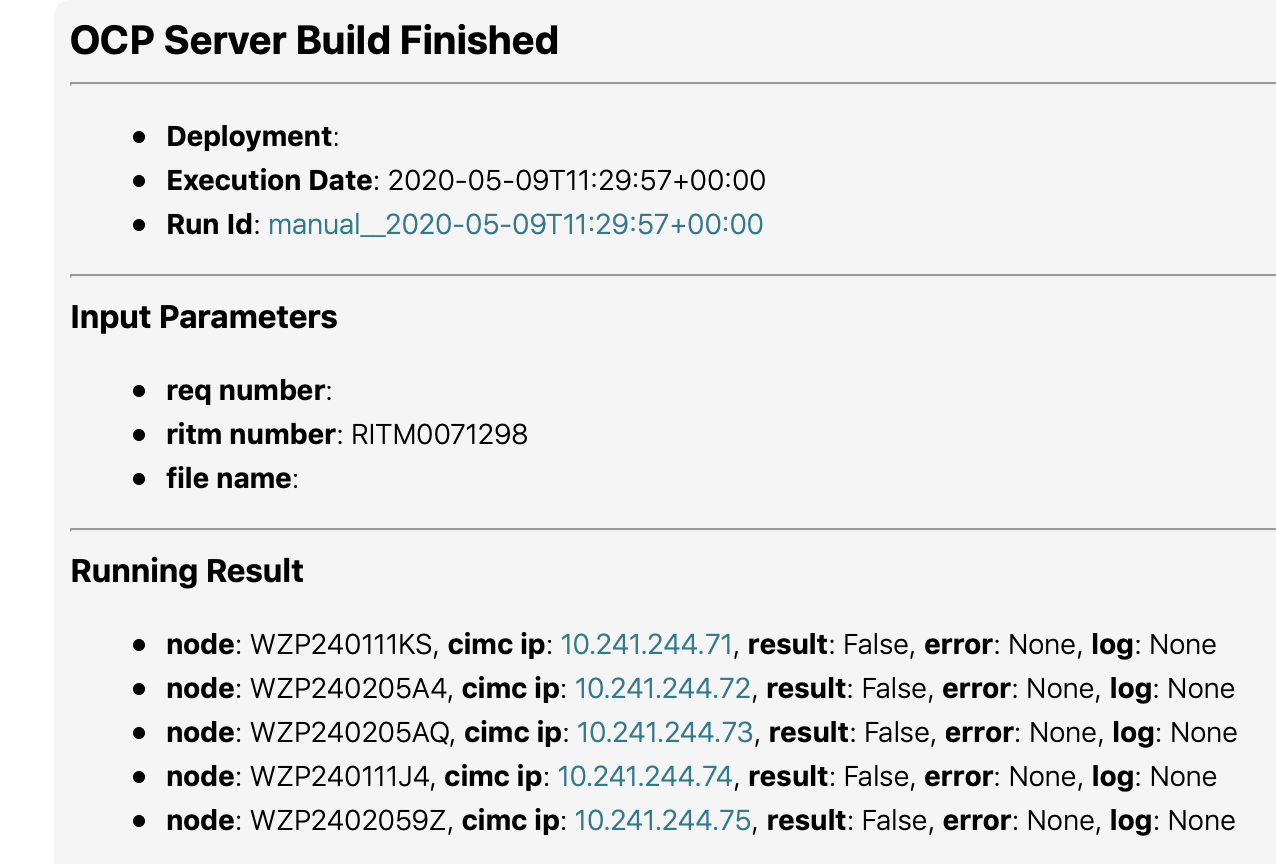 OCP Server Build Finished
Deployment:
Execution Date: 2020-05-09T11:29:57+00:00
Run Id: manual__2020-05-09T11:29:57+00:00
Input Parameters
req number:
ritm number: RITM0071298
file name:
Running Result
node: WZP240111KS, cimc ip: 10.241.244.71, result: False, error: None, log: None
node: WZP240205A4, cimc ip: 10.241.244.72, result: False, error: None, log: None
node: WZP240205AQ, cimc ip: 10.241.244.73, result: False, error: None, log: None
node: WZP240111J4, cimc ip: 10.241.244.74, result: False, error: None, log: None
node: WZP2402059Z, cimc ip: 10.241.244.75, result: False, error: None, log: None